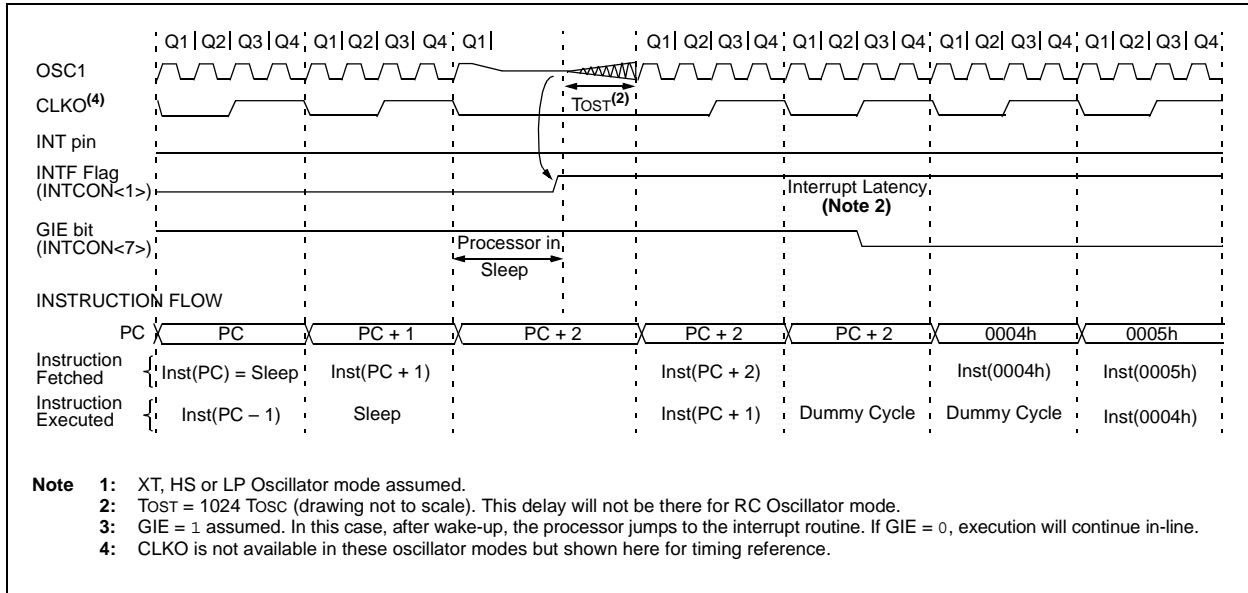 Q1 Q2 Q3 Q4 Q1 Q2 Q3 Q4 Q1 Q1 Q2 Q3 Q4 Q1 Q2 Q3 Q4 Q1 Q2 Q3 Q4 Q1 Q2 Q3 Q4
OSC1
CLKO(4) TOST(2)
INT pin
INTF Flag
(INTCON<1>)
Interrupt Latency
(Note 2)
GIE bit
(INTCON<7>)
Processor in
Sleep
INSTRUCTION FLOW
PC PC PC + 1 PC + 2 PC + 2 PC + 2 0004h 0005h
Instruction
Fetched
Inst(PC) = Sleep Inst(PC + 1) Inst(PC + 2) Inst(0004h) Inst(0005h)
Instruction
Executed
Inst(PC – 1) Sleep Inst(PC + 1) Dummy Cycle Dummy Cycle Inst(0004h)
Note 1: XT, HS or LP Oscillator mode assumed.
2: TOST = 1024 TOSC (drawing not to scale). This delay will not be there for RC Oscillator mode.
3: GIE = 1 assumed. In this case, after wake-up, the processor jumps to the interrupt routine. If GIE = 0, execution will continue in-line.
4: CLKO is not available in these oscillator modes but shown here for timing reference.